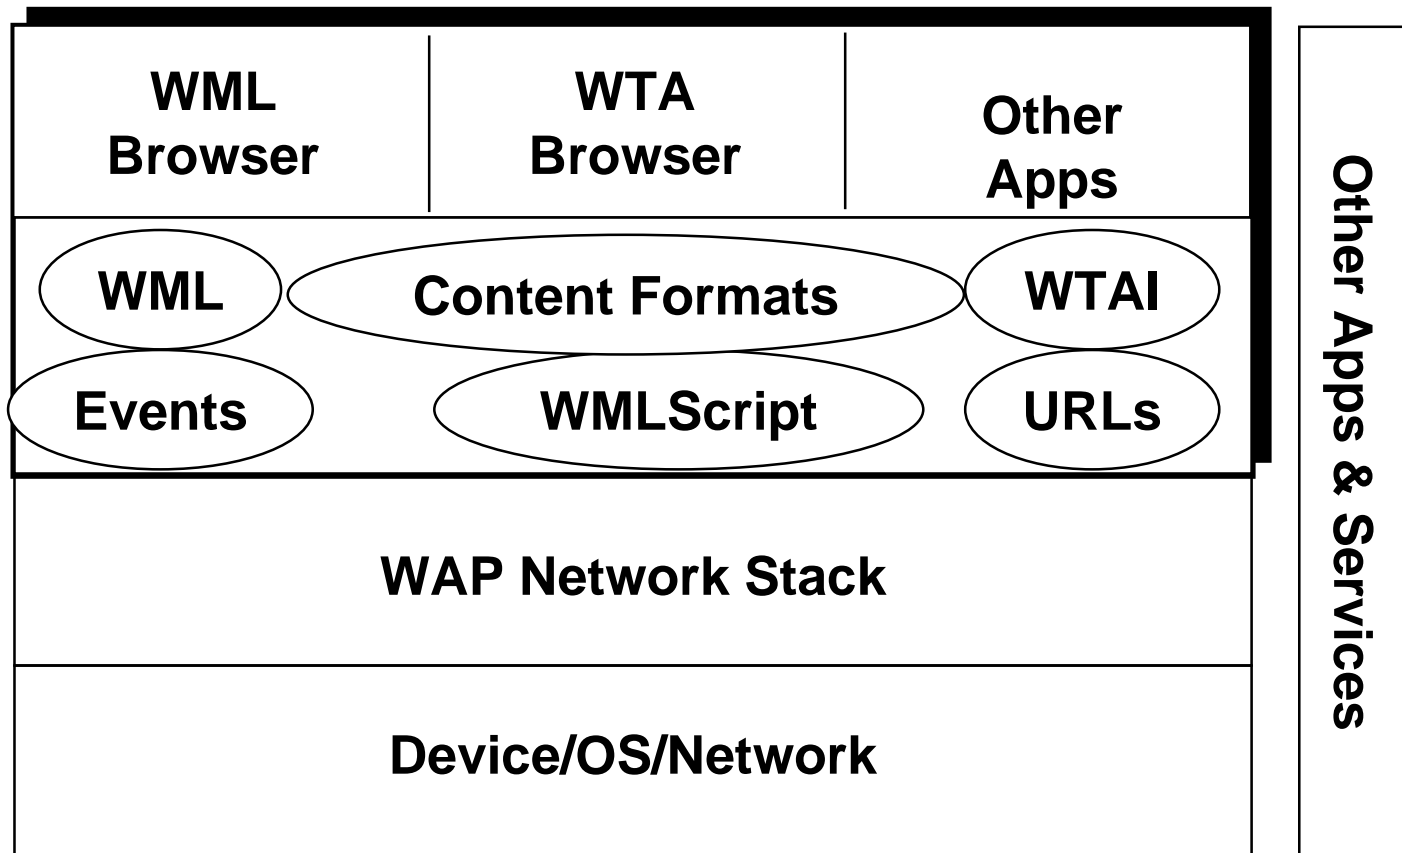 WML
Browser
WTA
Browser
Other
Apps
WML
Content Formats
WTAI
Events
WMLScript
URLs
WAP Network Stack
Device/OS/Network
Other Apps & Services